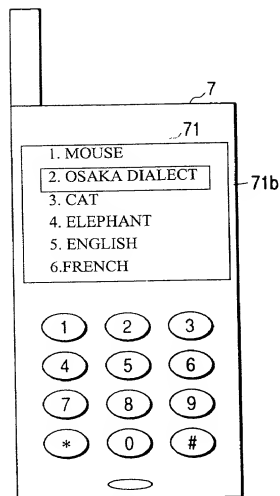 7
71
1. MOUSE
2. OSAKA DIALECT
71b
3. CAT
4. ELEPHANT
5. ENGLISH
6.FRENCH
1 2 3
4 5 6
7 8 9
* 0 #